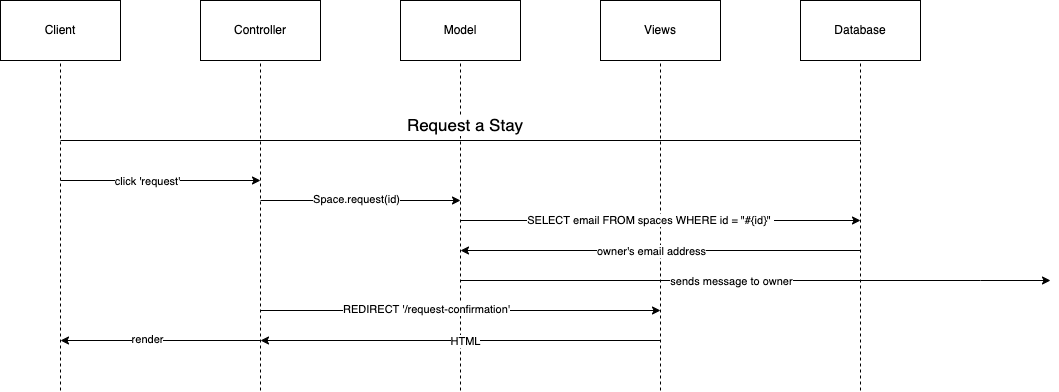 Client
Controller
Model
Views
Database
Request a Stay
click 'request'
Space.request(id)
SELECT email FROM spaces WHERE id = "#{id}"
owner's email address
sends message to owner
REDIRECT '/request-confirmation'
render
HTML